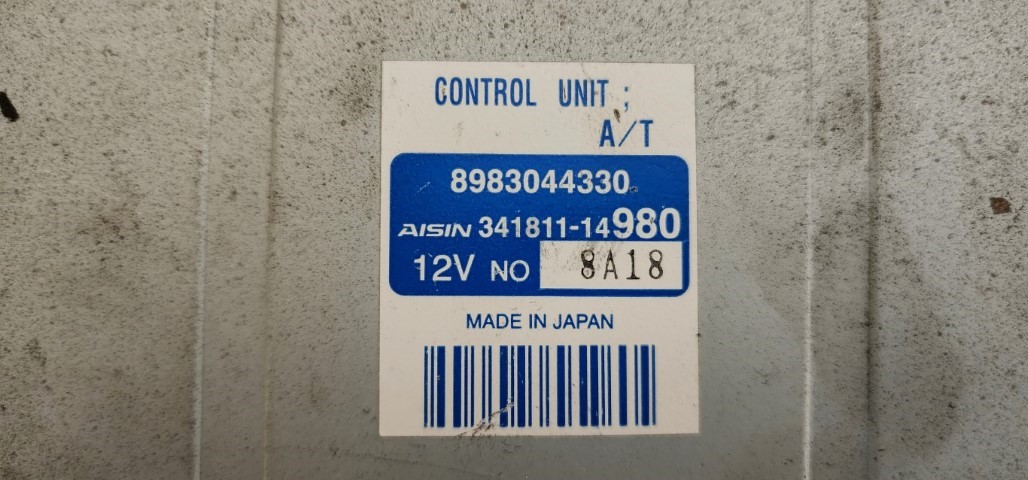 CONTROL UNIT ;
A/T
8983044330
AISIN 341811-14980
12V NO 8A18
MADE IN JAPAN